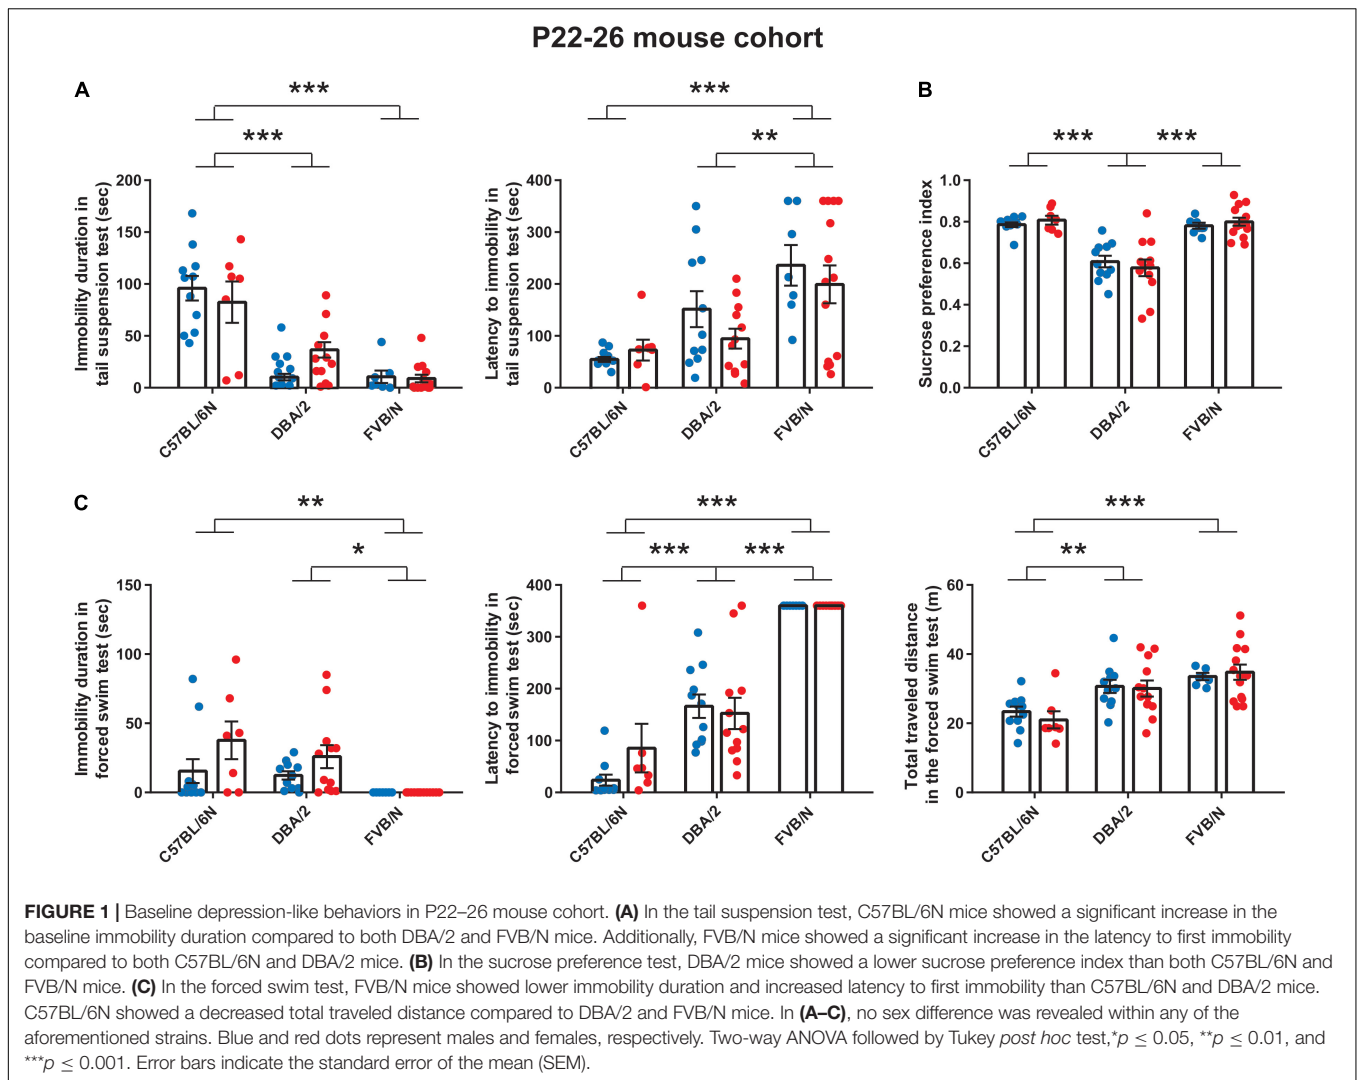 P22-26 mouse cohort
A
***
***
Immobility duration in
tail suspension test (sec)
200
150
100
50
0
C57BL/6N
DBA/2
FVB/N
***
**
Latency to immobility in
tail suspension test (sec)
400
300
200
100
0
C57BL/6N
DBA/2
FVB/N
B
***
***
Sucrose preference index
1.0
0.8
0.6
0.4
0.2
0.0
C57BL/6N
DBA/2
FVB/N
C
**
*
Immobility duration in
forced swim test (sec)
150
100
50
0
C57BL/6N
DBA/2
FVB/N
***
***
***
Latency to immobility in
forced swim test (sec)
400
300
200
100
0
C57BL/6N
DBA/2
FVB/N
***
**
Total traveled distance
in the forced swim test (m)
60
40
20
0
C57BL/6N
DBA/2
FVB/N
FIGURE 1 | Baseline depression-like behaviors in P22–26 mouse cohort. (A) In the tail suspension test, C57BL/6N mice showed a significant increase in the
baseline immobility duration compared to both DBA/2 and FVB/N mice. Additionally, FVB/N mice showed a significant increase in the latency to first immobility
compared to both C57BL/6N and DBA/2 mice. (B) In the sucrose preference test, DBA/2 mice showed a lower sucrose preference index than both C57BL/6N and
FVB/N mice. (C) In the forced swim test, FVB/N mice showed lower immobility duration and increased latency to first immobility than C57BL/6N and DBA/2 mice.
C57BL/6N showed a decreased total traveled distance compared to DBA/2 and FVB/N mice. In (A–C), no sex difference was revealed within any of the
aforementioned strains. Blue and red dots represent males and females, respectively. Two-way ANOVA followed by Tukey post hoc test,*p ≤ 0.05, **p ≤ 0.01, and
***p ≤ 0.001. Error bars indicate the standard error of the mean (SEM).